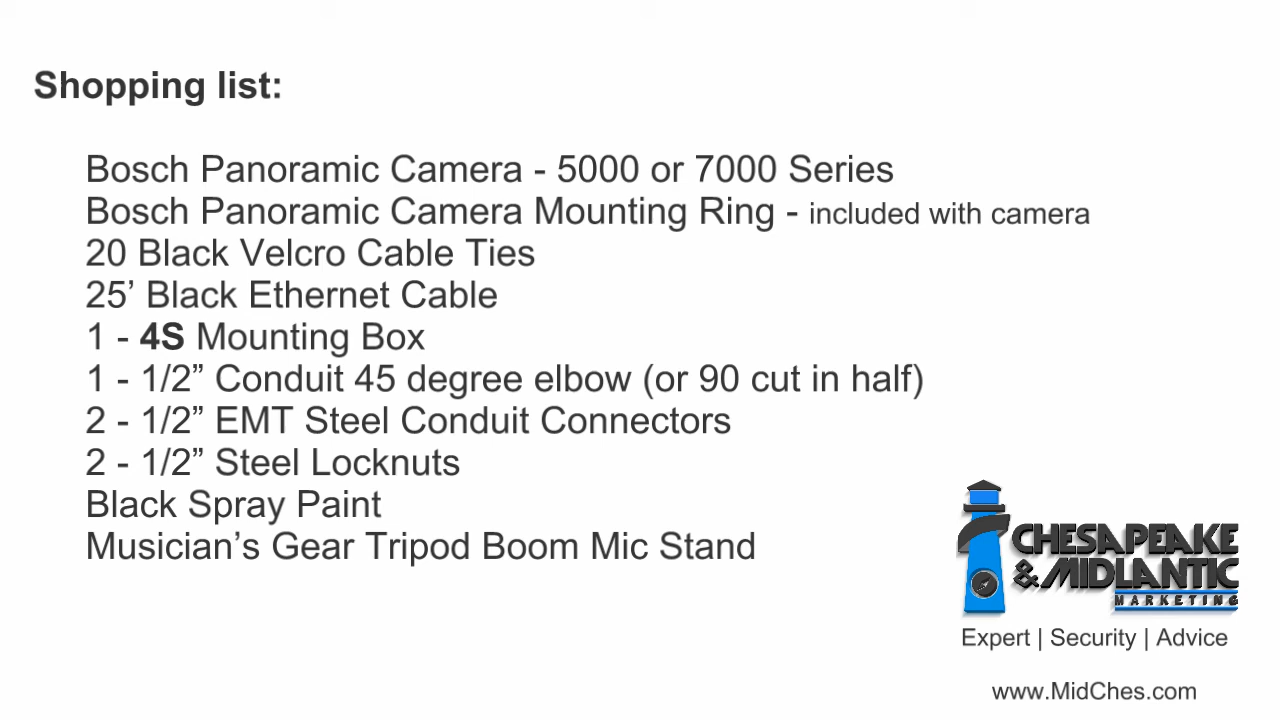 Shopping list:
Bosch Panoramic Camera - 5000 or 7000 Series
Bosch Panoramic Camera Mounting Ring - included with camera
20 Black Velcro Cable Ties
25’ Black Ethernet Cable
1 - 4S Mounting Box
1 - 1/2” Conduit 45 degree elbow (or 90 cut in half)
2 - 1/2” EMT Steel Conduit Connectors
2 - 1/2” Steel Locknuts
Black Spray Paint
Musician’s Gear Tripod Boom Mic Stand
CHESAPEAKE
& MIDLANTIC
MARKETING
Expert | Security | Advice
www.MidChes.com